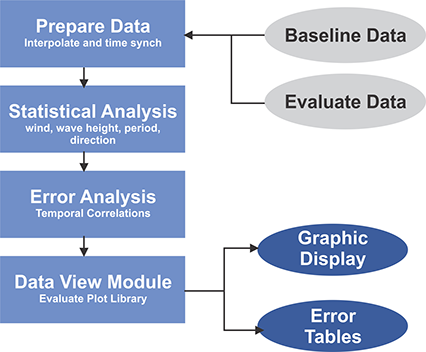 Prepare Data
Interpolate and time synch
Baseline Data
Evaluate Data
Statistical Analysis
wind, wave height, period,
direction
Error Analysis
Temporal Correlations
Data View Module
Evaluate Plot Library
Graphic
Display
Error
Tables